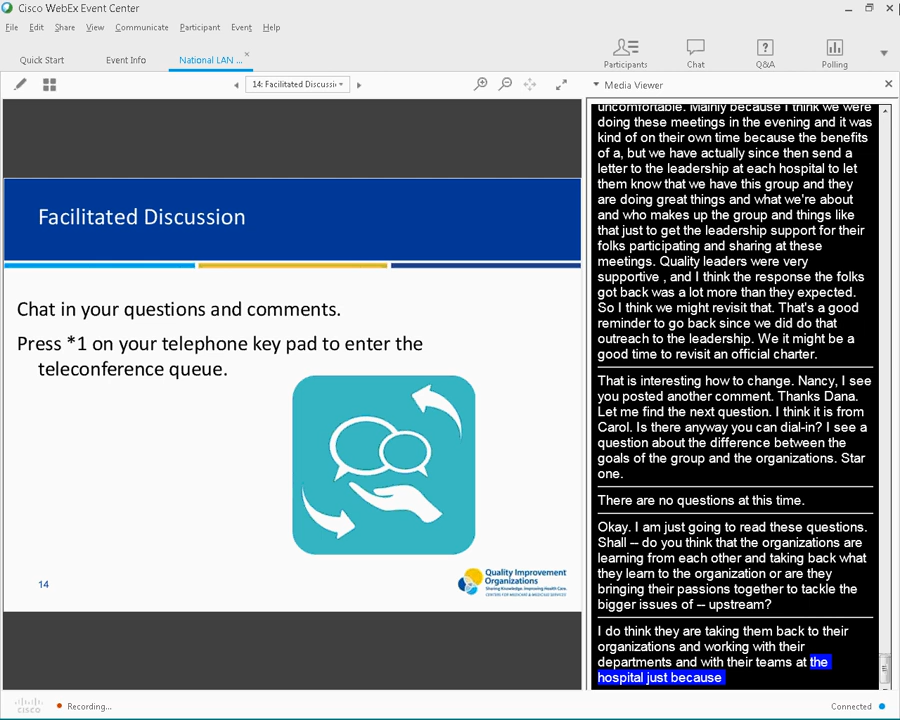 Cisco WebEx Event Center
File Edit Share View Communicate Participant Event Help
Quick Start Event Info National LAN ... ×
Participants Chat Q&A Polling
14: Facilitated Discussi
Media Viewer
Facilitated Discussion
Chat in your questions and comments.
Press *1 on your telephone key pad to enter the
teleconference queue.
14
Quality Improvement
Organizations
Sharing Knowledge. Improving Health Care.
CENTERS FOR MEDICARE & MEDICAID SERVICES
uncomfortable. Mainly because I think we were
doing these meetings in the evening and it was
kind of on their own time because the benefits
of a, but we have actually since then send a
letter to the leadership at each hospital to let
them know that we have this group and they
are doing great things and what we're about
and who makes up the group and things like
that just to get the leadership support for their
folks participating and sharing at these
meetings. Quality leaders were very
supportive , and I think the response the folks
got back was a lot more than they expected.
So I think we might revisit that. That's a good
reminder to go back since we did do that
outreach to the leadership. We it might be a
good time to revisit an official charter.
That is interesting how to change. Nancy, I see
you posted another comment. Thanks Dana.
Let me find the next question. I think it is from
Carol. Is there anyway you can dial-in? I see a
question about the difference between the
goals of the group and the organizations. Star
one.
There are no questions at this time.
Okay. I am just going to read these questions.
Shall -- do you think that the organizations are
learning from each other and taking back what
they learn to the organization or are they
bringing their passions together to tackle the
bigger issues of -- upstream?
I do think they are taking them back to their
organizations and working with their
departments and with their teams at the
hospital just because
cisco
Recording...
Connected